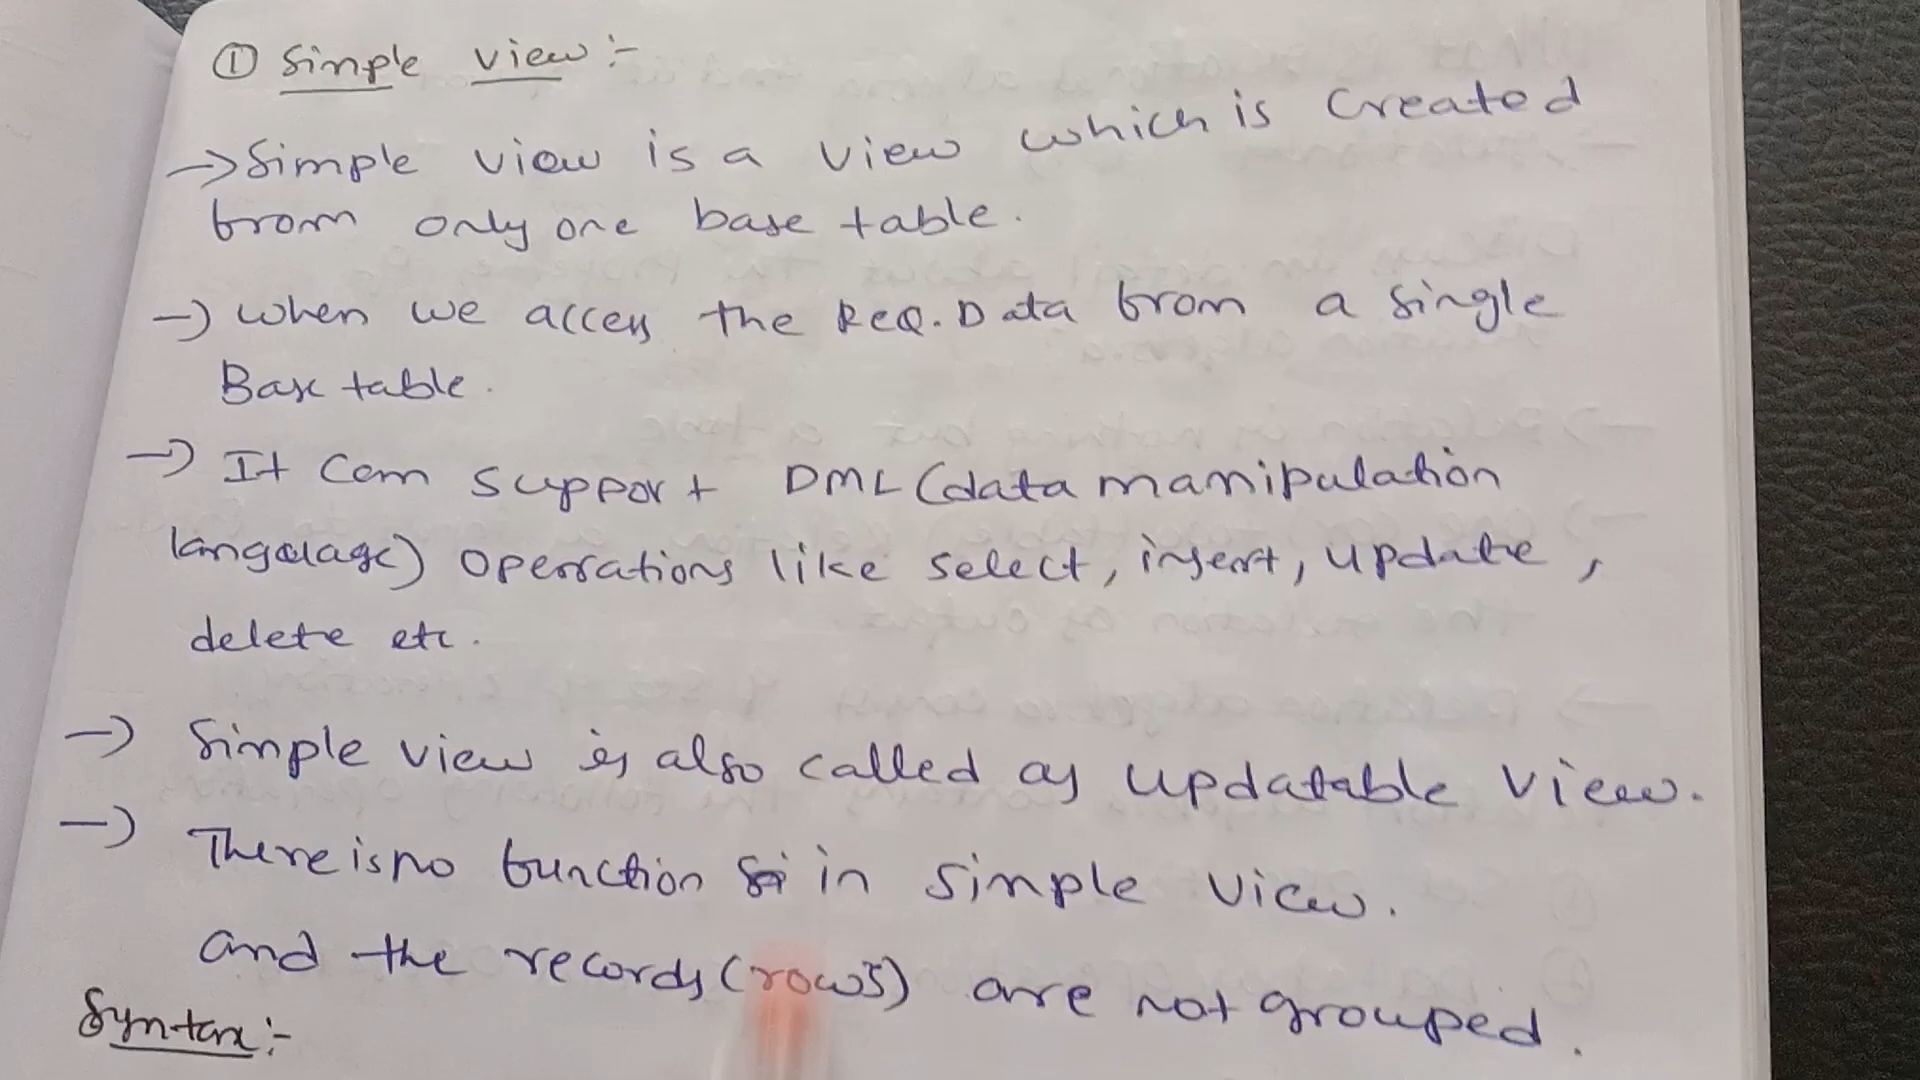 ① Simple view :-
→ Simple view is a view which is created
from only one base table.
→ when we access the Req. Data from a single
Base table.
→ It Can support DML (data manipulation
language) operations like select, insert, update,
delete etc.
→ Simple view is also called as updatable view.
→ There is no function in simple view.
and the records (rows) are not grouped.
Syntax :-